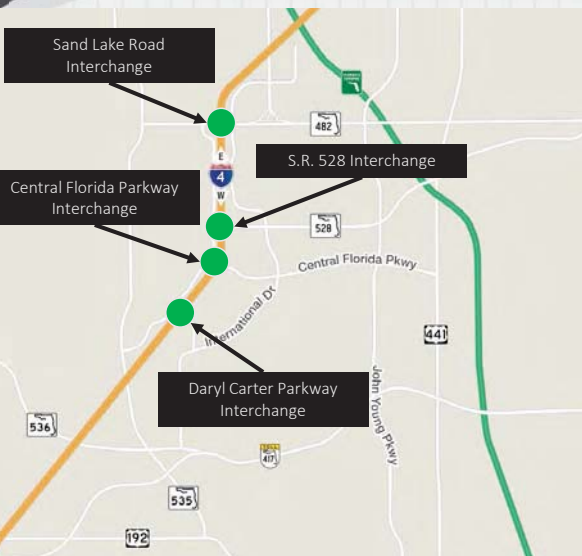 Sand Lake Road
Interchange
482
E
4
W
S.R. 528 Interchange
Central Florida Parkway
Interchange
528
Central Florida Pkwy
International Dr
441
Daryl Carter Parkway
Interchange
John Young Pkwy
536
417
535
192